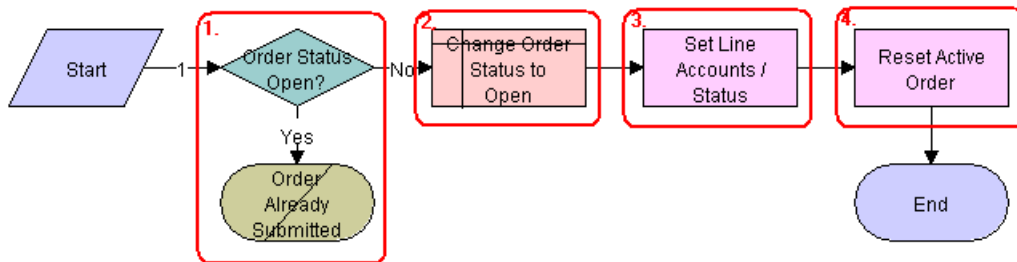 Start
1
1.
Order Status
Open?
Yes
Order
Already
Submitted
No
2.
Change Order
Status to
Open
3.
Set Line
Accounts /
Status
4.
Reset Active
Order
End